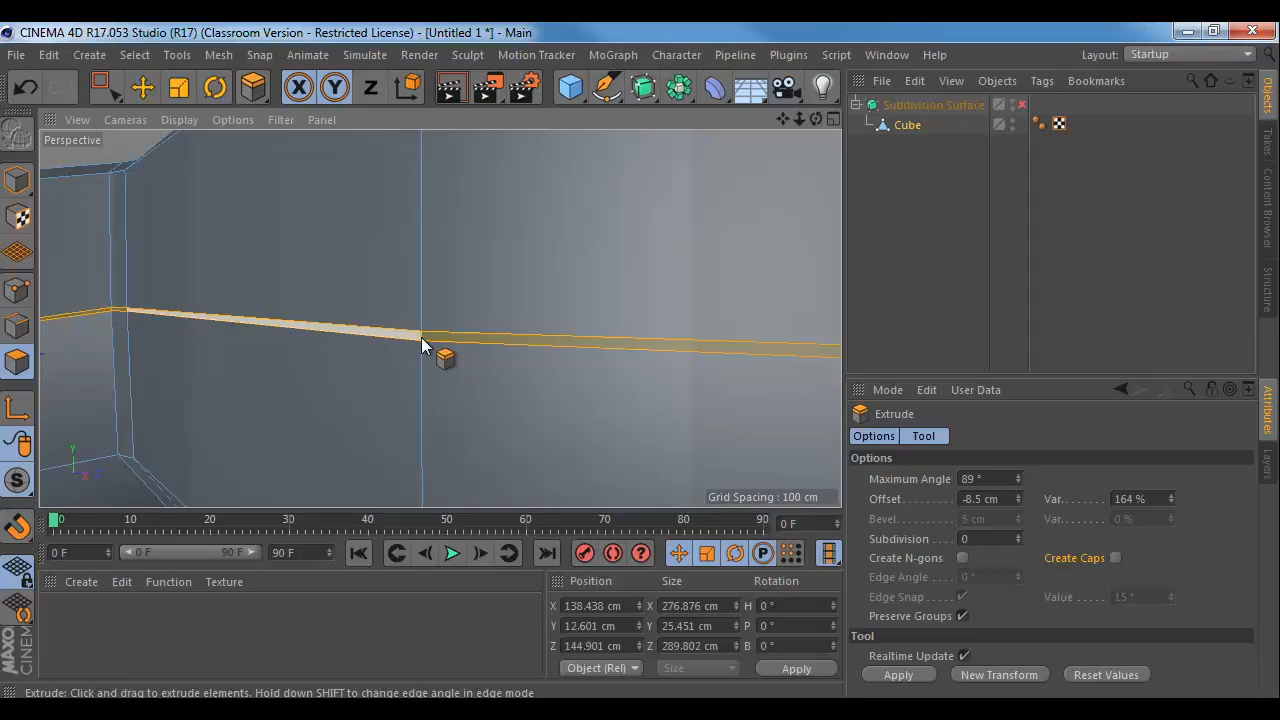 CINEMA 4D R17.053 Studio (R17) (Classroom Version - Restricted License) - [Untitled 1 *] - Main
File Edit Create Select Tools Mesh Snap Animate Simulate Render Sculpt Motion Tracker MoGraph Character Pipeline Plugins Script Window Help Layout: Startup
X Y Z
File Edit View Objects Tags Bookmarks
View Cameras Display Options Filter Panel
Subdivision Surface
Cube
Perspective
Objects
Takes
Content Browser
Structure
Mode Edit User Data
Extrude
Options Tool
Options
Maximum Angle 89 °
Offset -8.5 cm Var. 164 %
Bevel 5 cm Var. 0 %
Subdivision 0
Create N-gons Create Caps
Edge Angle 0 °
Edge Snap Value 15 °
Preserve Groups
Tool
Realtime Update
Apply New Transform Reset Values
Attributes
Layers
Y
X
Grid Spacing : 100 cm
0 10 20 30 40 50 60 70 80 90 0 F
0 F 0 F 90 F 90 F
Create Edit Function Texture
Position Size Rotation
X 138.438 cm X 276.876 cm H 0 °
Y 12.601 cm Y 25.451 cm P 0 °
Z 144.901 cm Z 289.802 cm B 0 °
Object (Rel) Size Apply
Extrude: Click and drag to extrude elements. Hold down SHIFT to change edge angle in edge mode